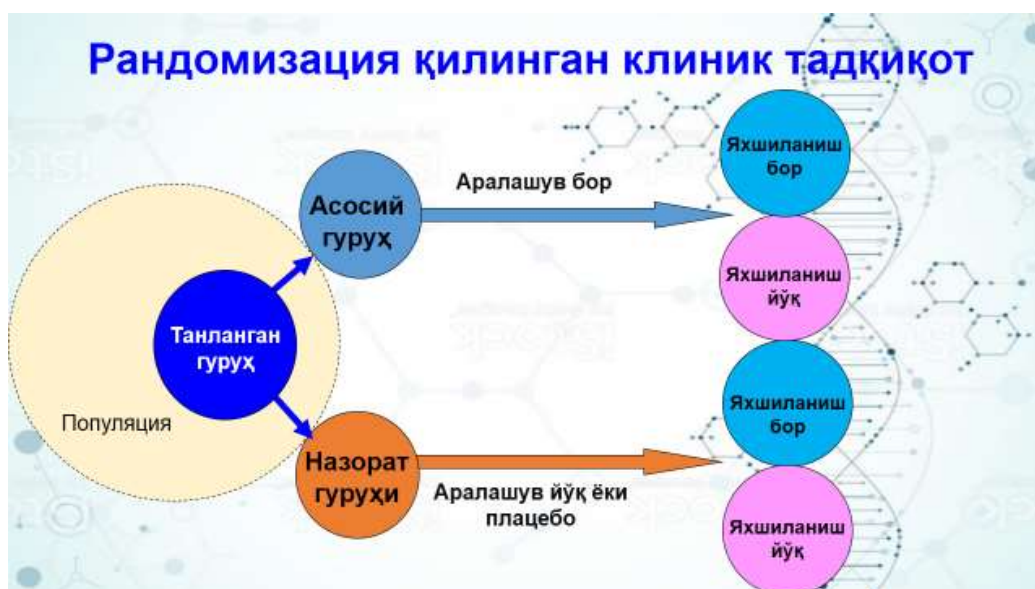 Рандомизация қилинган клиник тадқиқот
Яхшиланиш
бор
Аралашув бор
Асосий
гуруҳ
Яхшиланиш
йўқ
Танланган
гуруҳ
Популяция
Яхшиланиш
бор
Назорат
гуруҳи
Аралашув йўқ ёки
плацебо
Яхшиланиш
йўқ